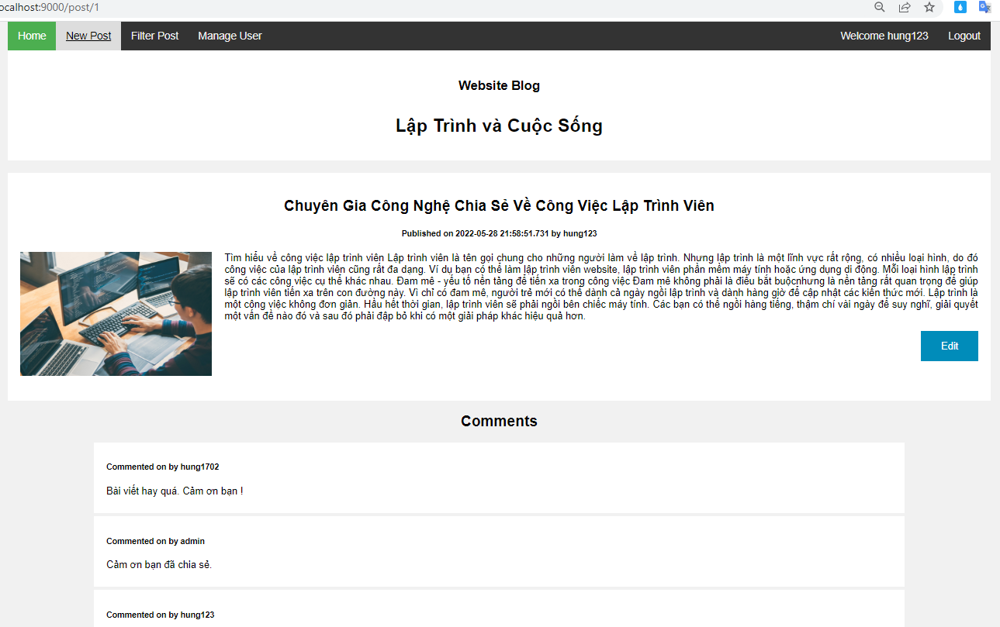 ocalhost:9000/post/1
Home New Post Filter Post Manage User Welcome hung123 Logout
Website Blog
Lập Trình và Cuộc Sống
Chuyên Gia Công Nghệ Chia Sẻ Về Công Việc Lập Trình Viên
Published on 2022-05-28 21:58:51.731 by hung123
Tìm hiểu về công việc lập trình viên Lập trình viên là tên gọi chung cho những người làm về lập trình. Nhưng lập trình là một lĩnh vực rất rộng, có nhiều loại hình, do đó
công việc của lập trình viên cũng rất đa dạng. Ví dụ bạn có thể làm lập trình viên website, lập trình viên phần mềm máy tính hoặc ứng dụng di động. Mỗi loại hình lập trình
sẽ có các công việc cụ thể khác nhau. Đam mê - yếu tố nền tảng để tiến xa trong công việc Đam mê không phải là điều bắt buộcnhưng là nền tảng rất quan trọng để giúp
lập trình viên tiến xa trên con đường này. Vì chỉ có đam mê, người trẻ mới có thể dành cả ngày ngồi lập trình và dành hàng giờ để cập nhật các kiến thức mới. Lập trình là
một công việc không đơn giản. Hầu hết thời gian, lập trình viên sẽ phải ngồi bên chiếc máy tính. Các bạn có thể ngồi hàng tiếng, thậm chí vài ngày để suy nghĩ, giải quyết
một vấn đề nào đó và sau đó phải đập bỏ khi có một giải pháp khác hiệu quả hơn.
Edit
Comments
Commented on by hung1702
Bài viết hay quá. Cảm ơn bạn !
Commented on by admin
Cảm ơn bạn đã chia sẻ.
Commented on by hung123